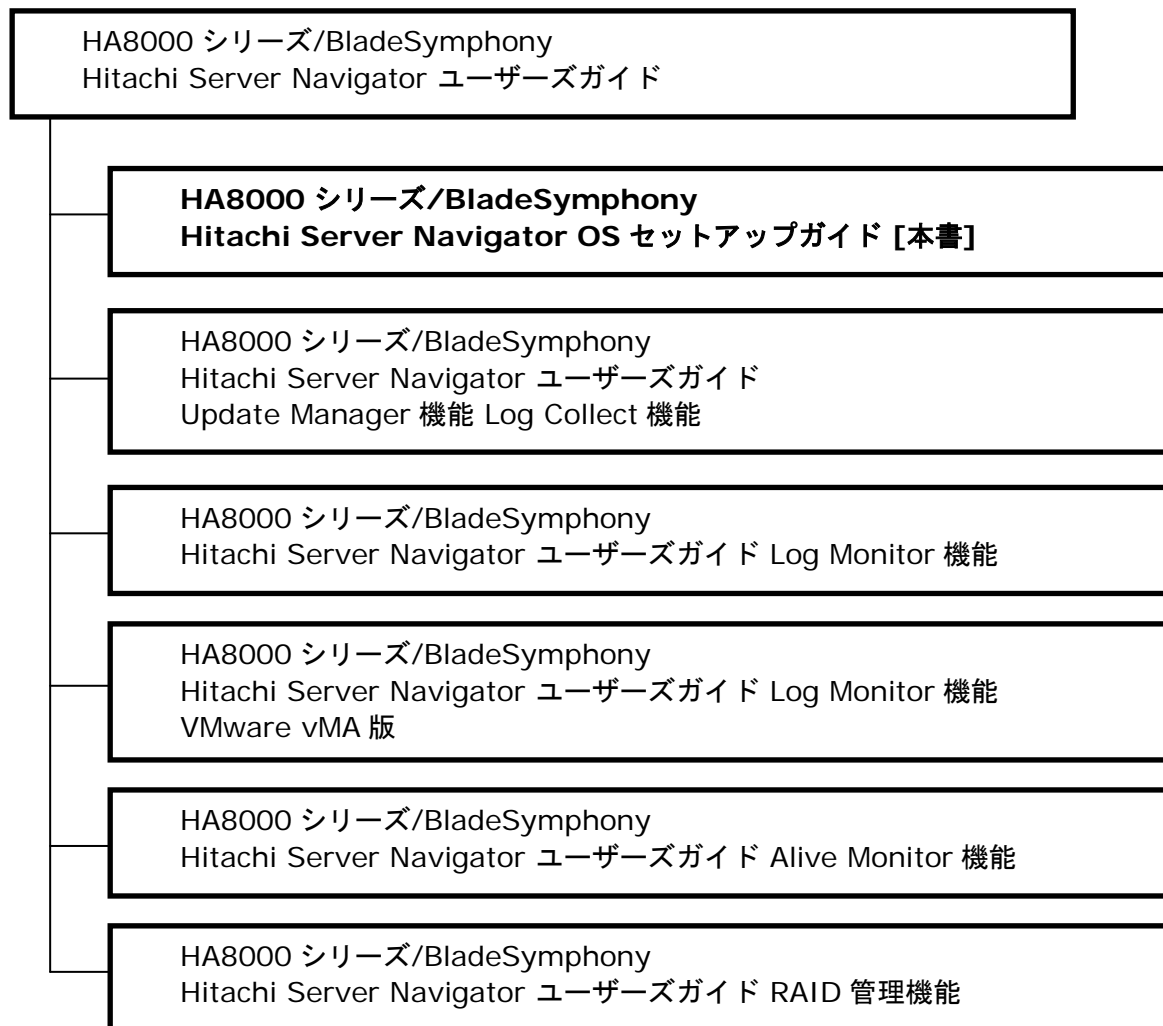 HA8000 シリーズ/BladeSymphony
Hitachi Server Navigator ユーザーズガイド
HA8000 シリーズ/BladeSymphony
Hitachi Server Navigator OS セットアップガイド [本書]
HA8000 シリーズ/BladeSymphony
Hitachi Server Navigator ユーザーズガイド
Update Manager 機能 Log Collect 機能
HA8000 シリーズ/BladeSymphony
Hitachi Server Navigator ユーザーズガイド Log Monitor 機能
HA8000 シリーズ/BladeSymphony
Hitachi Server Navigator ユーザーズガイド Log Monitor 機能
VMware vMA 版
HA8000 シリーズ/BladeSymphony
Hitachi Server Navigator ユーザーズガイド Alive Monitor 機能
HA8000 シリーズ/BladeSymphony
Hitachi Server Navigator ユーザーズガイド RAID 管理機能